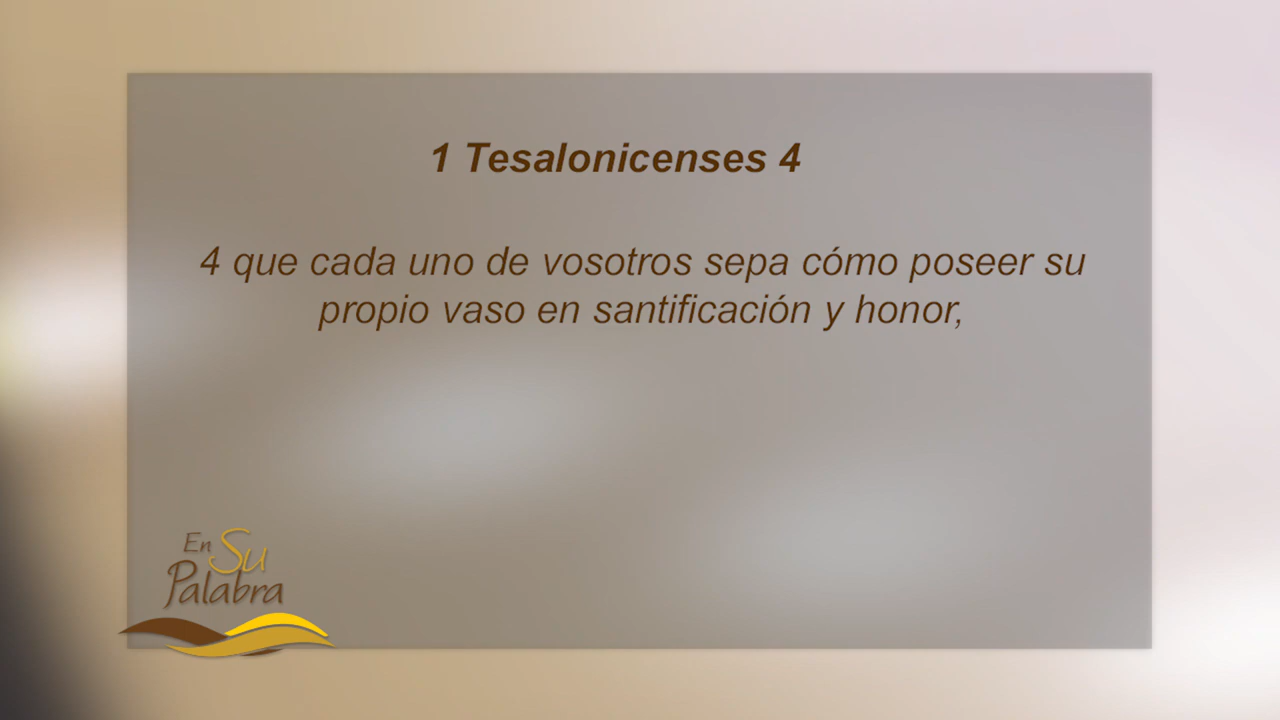 1 Tesalonicenses 4
4 que cada uno de vosotros sepa cómo poseer su
propio vaso en santificación y honor,
En Su
Palabra